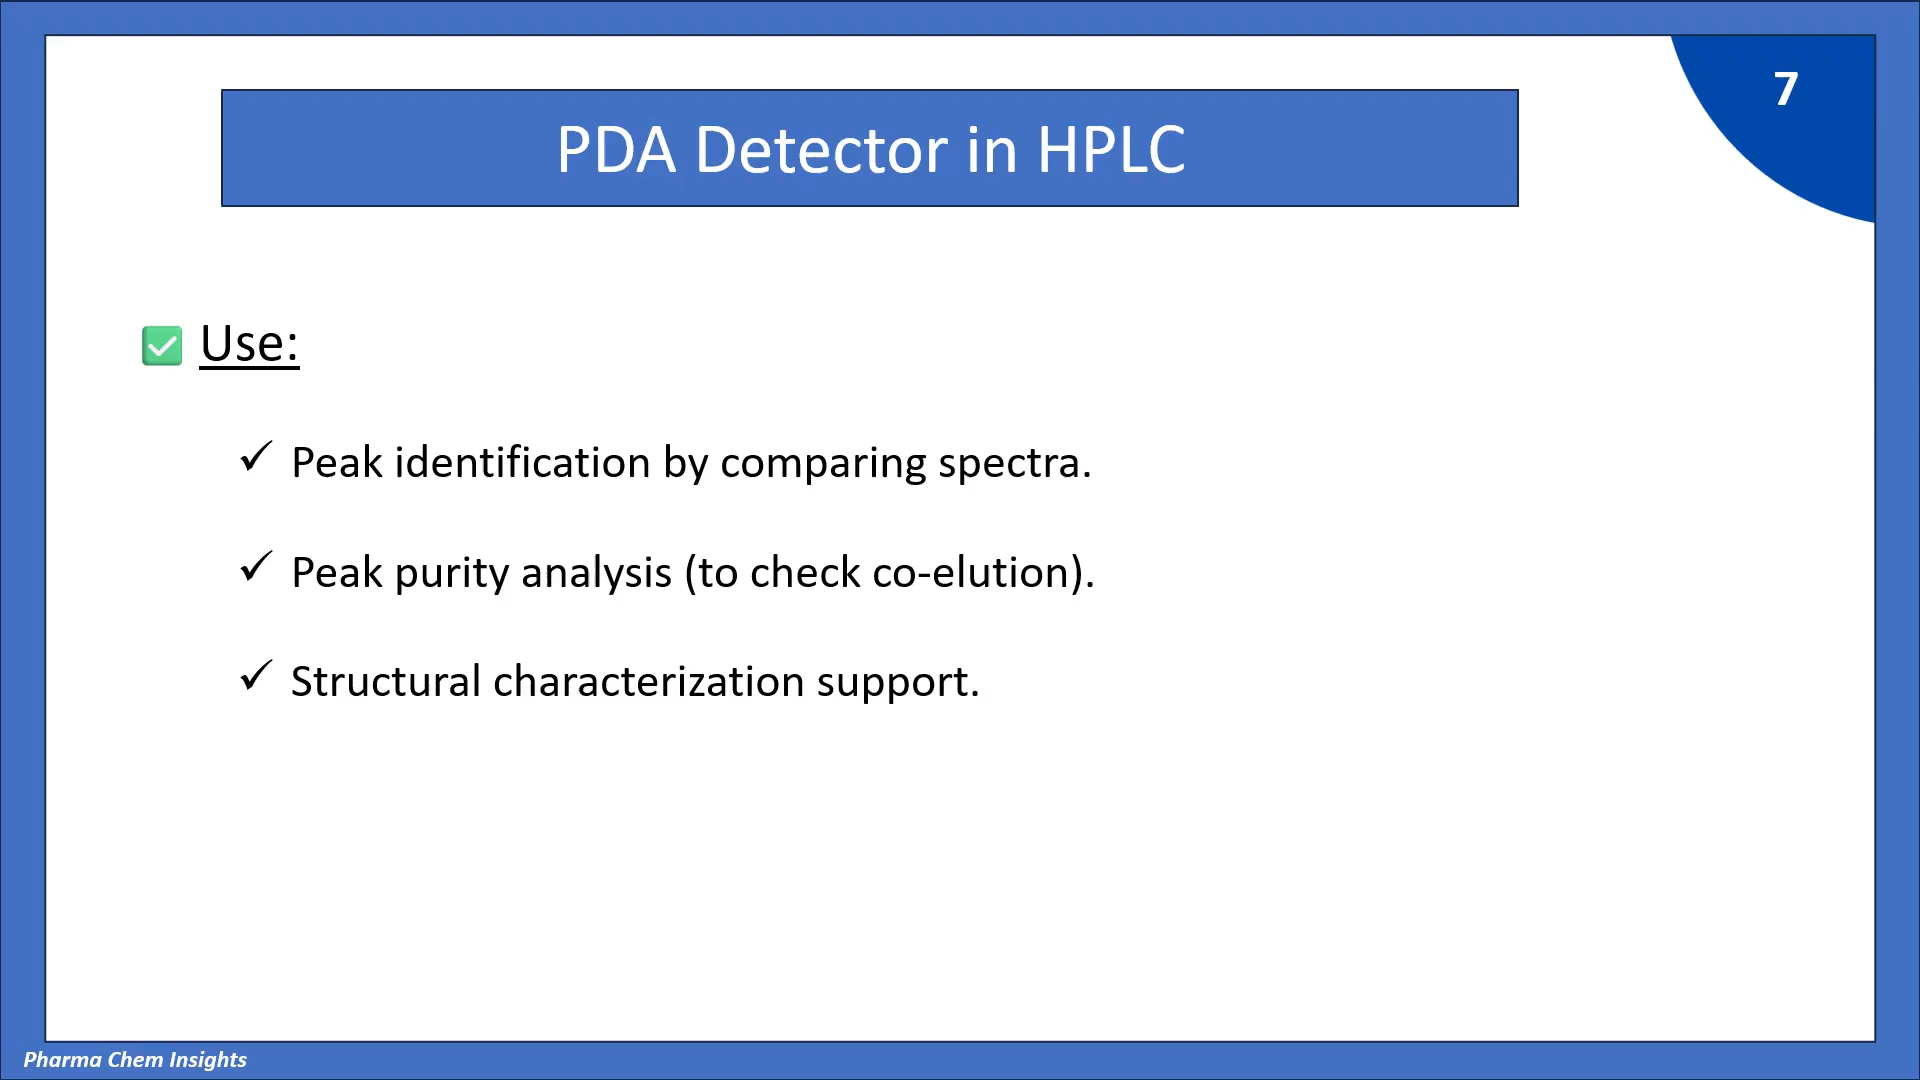 7
PDA Detector in HPLC
✅ Use:
✓ Peak identification by comparing spectra.
✓ Peak purity analysis (to check co-elution).
✓ Structural characterization support.
Pharma Chem Insights